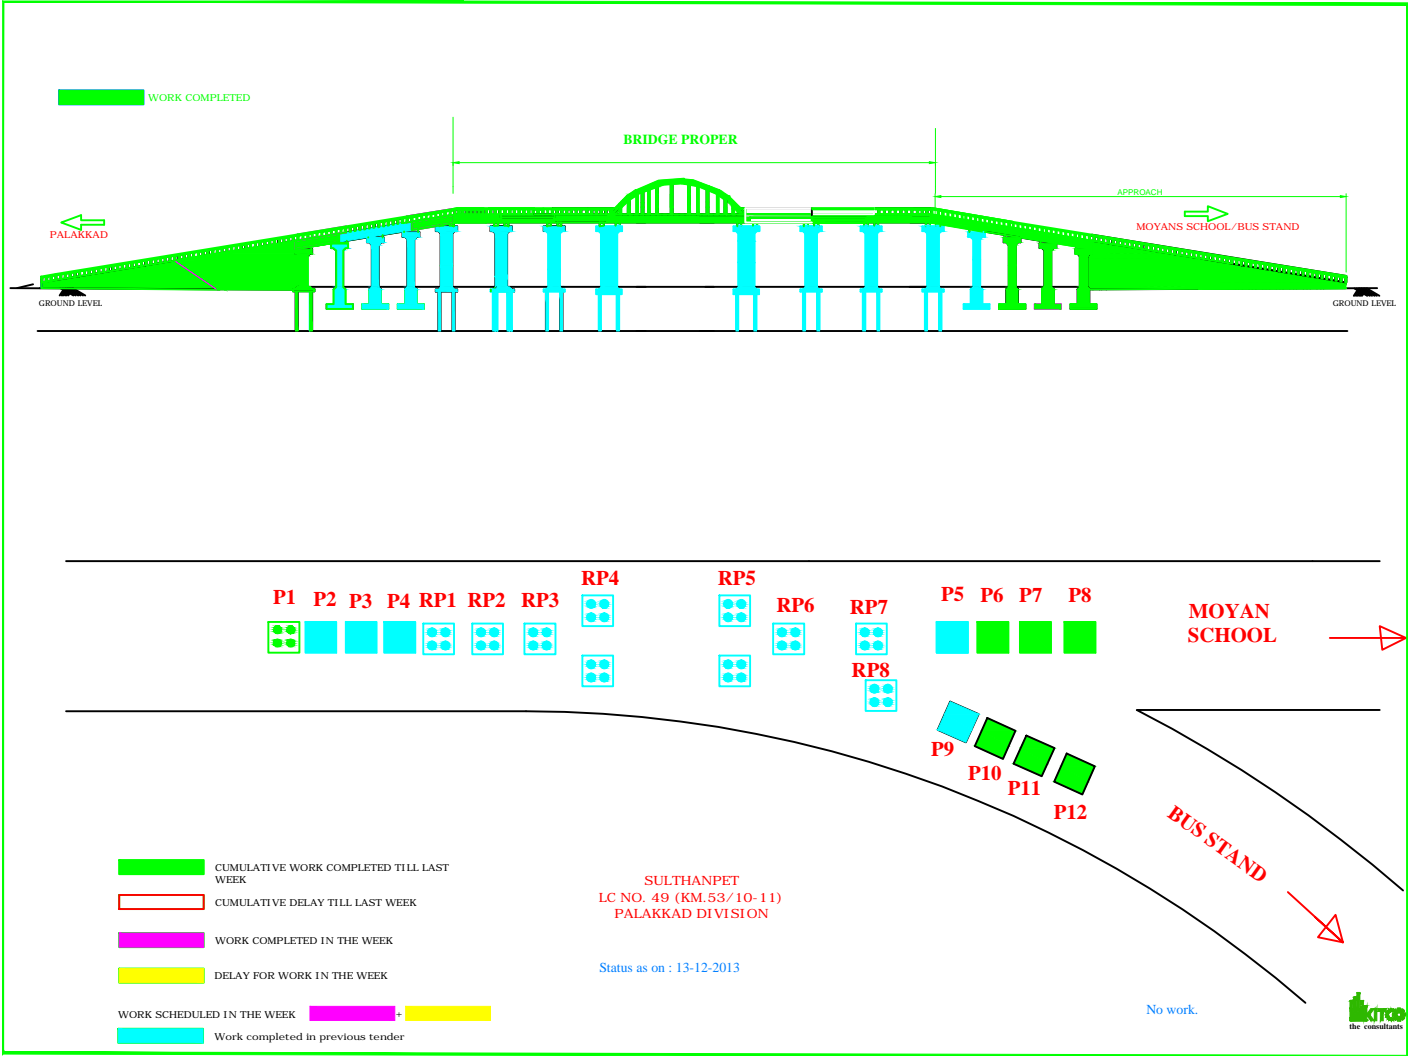 WORK COMPLETED
BRIDGE PROPER
APPROACH
PALAKKAD
MOYANS SCHOOL/BUS STAND
GROUND LEVEL
GROUND LEVEL
RP4
RP5
P1
P2
P3
P4
RP1
RP2
RP3
RP6
RP7
P5
P6
P7
P8
MOYAN
SCHOOL
RP8
P9
P10
P11
P12
BUS STAND
CUMULATIVE WORK COMPLETED TILL LAST
WEEK
CUMULATIVE DELAY TILL LAST WEEK
WORK COMPLETED IN THE WEEK
DELAY FOR WORK IN THE WEEK
WORK SCHEDULED IN THE WEEK +
Work completed in previous tender
SULTHANPET
LC NO. 49 (KM.53/10-11)
PALAKKAD DIVISION
Status as on : 13-12-2013
No work.
KITCO
the consultants